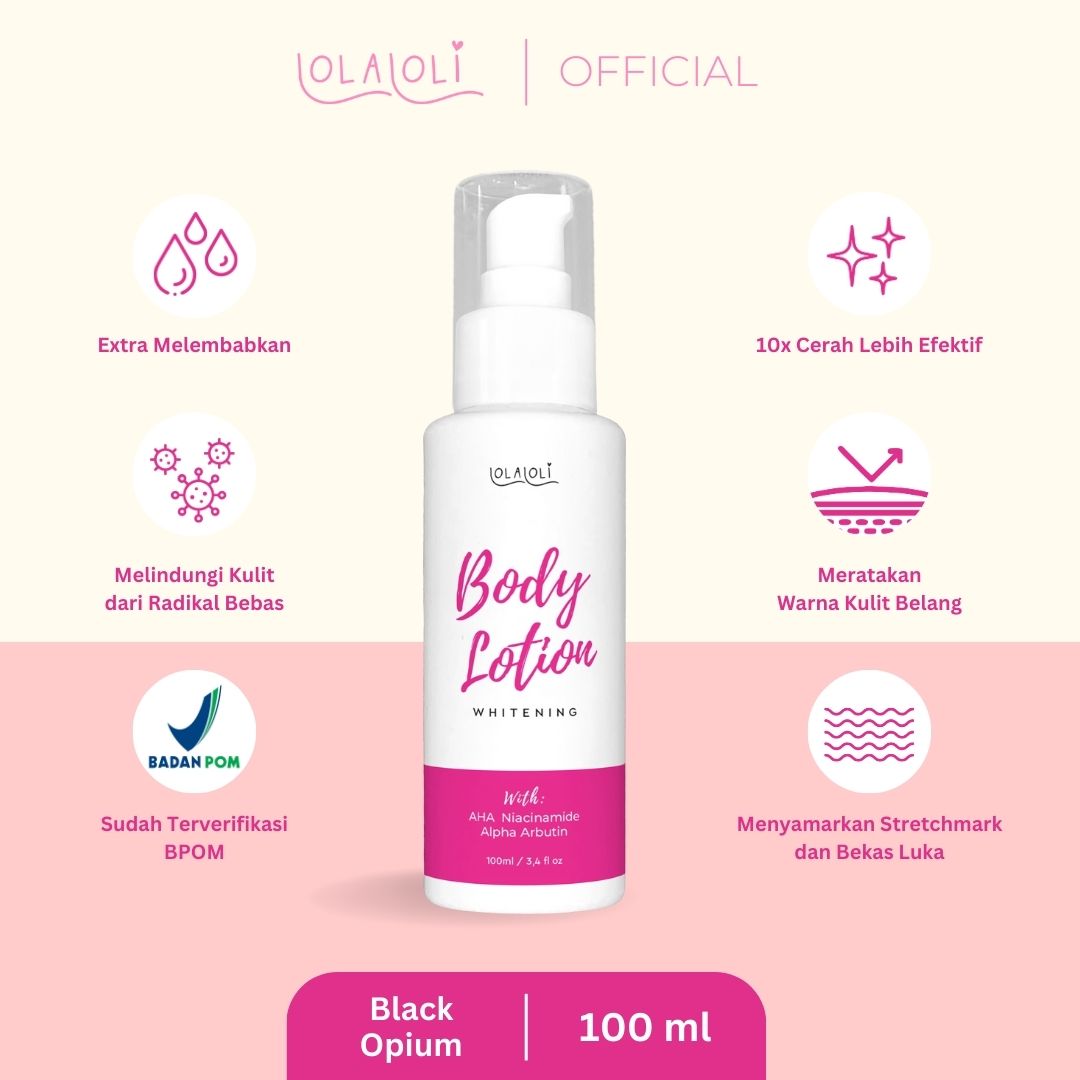 LOLALOLI | OFFICIAL
Extra Melembabkan
10x Cerah Lebih Efektif
Melindungi Kulit
dari Radikal Bebas
Meratakan
Warna Kulit Belang
BADAN POM
Sudah Terverifikasi
BPOM
Menyamarkan Stretchmark
dan Bekas Luka
LOLALOLI
Body
Lotion
WHITENING
With:
AHA Niacinamide
Alpha Arbutin
100ml / 3,4 fl oz
Black
Opium
100 ml